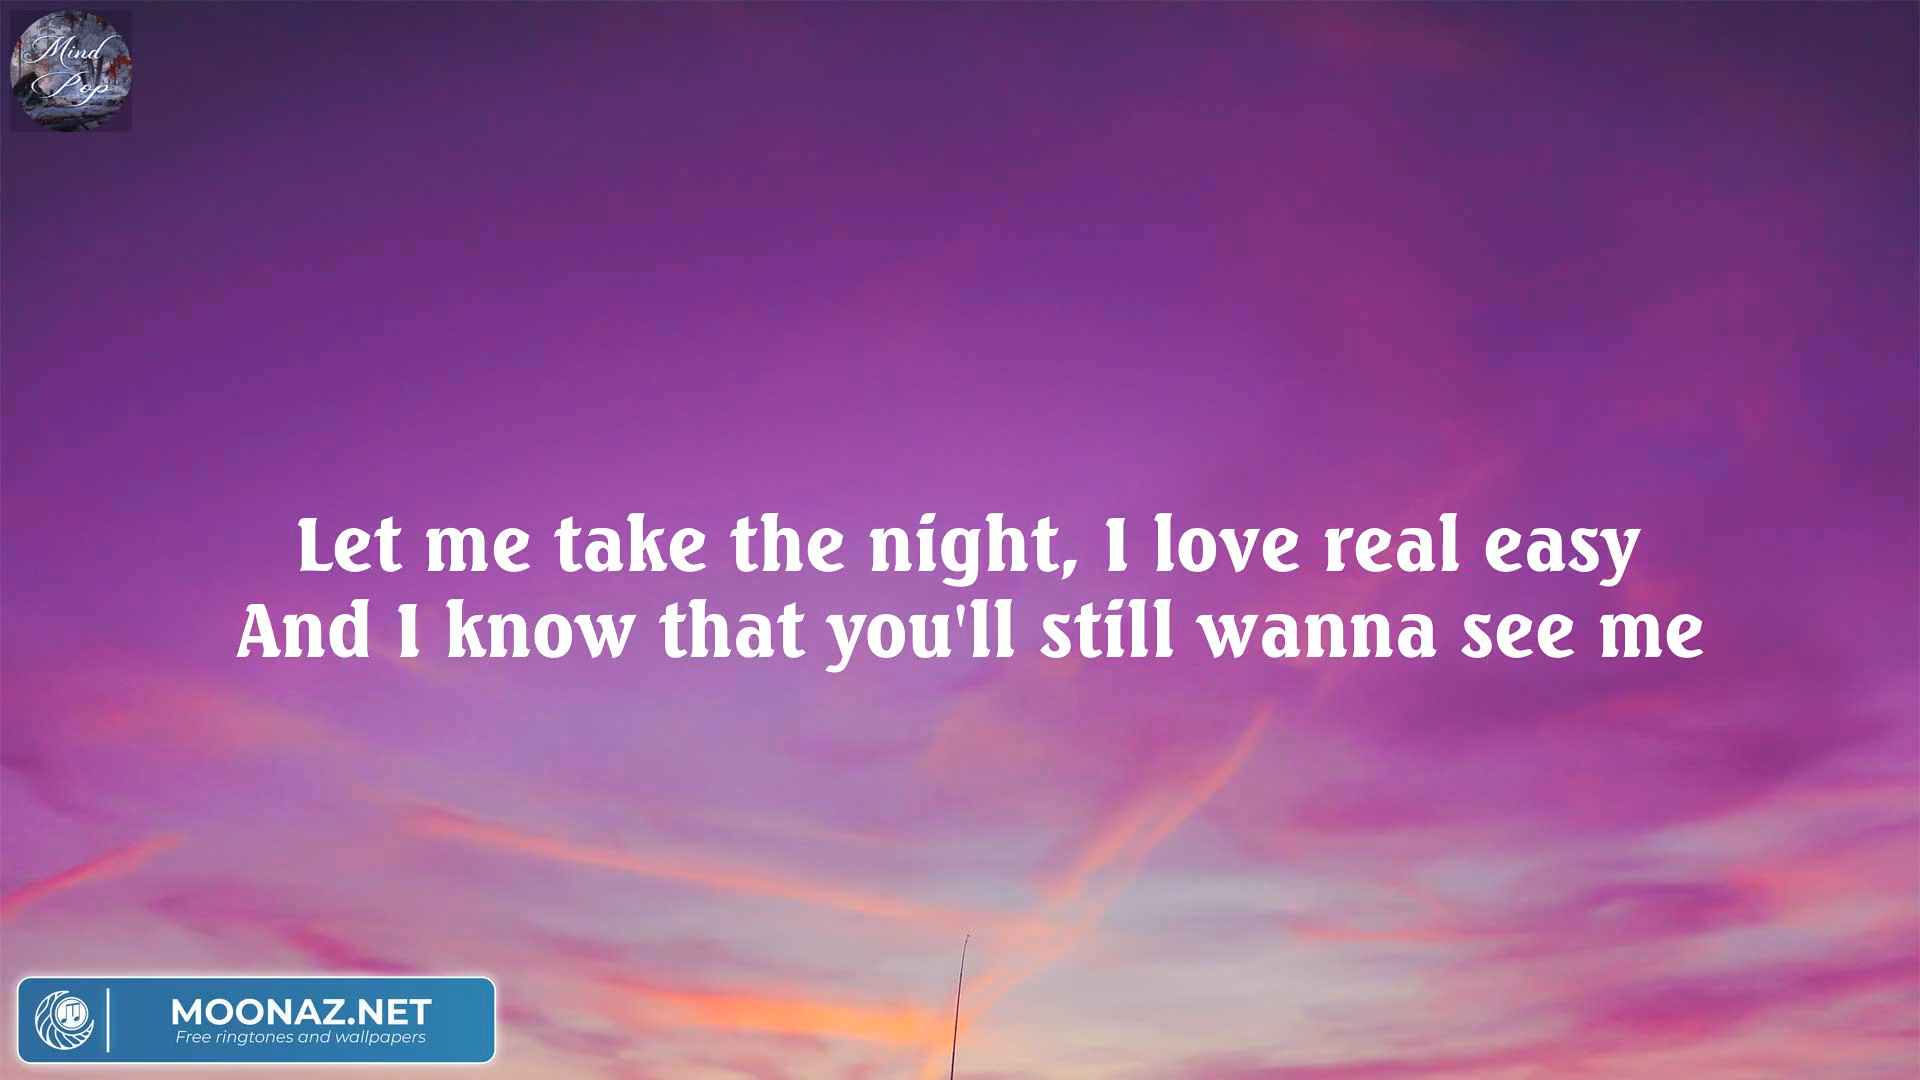 Mind
Pop
Let me take the night, I love real easy
And I know that you'll still wanna see me
MOONAZ.NET
Free ringtones and wallpapers